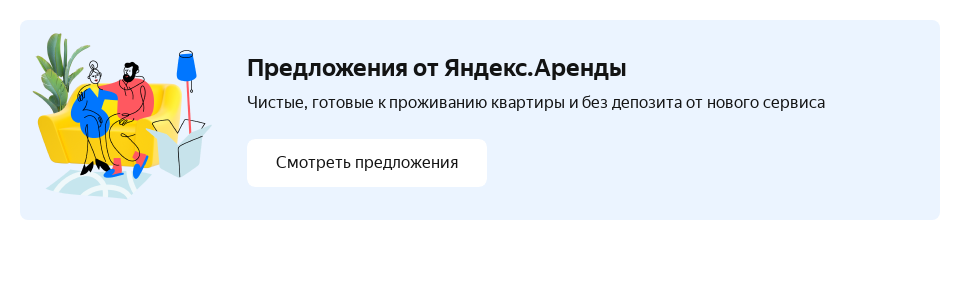 Предложения от Яндекс.Аренды
Чистые, готовые к проживанию квартиры и без депозита от нового сервиса
Смотреть предложения